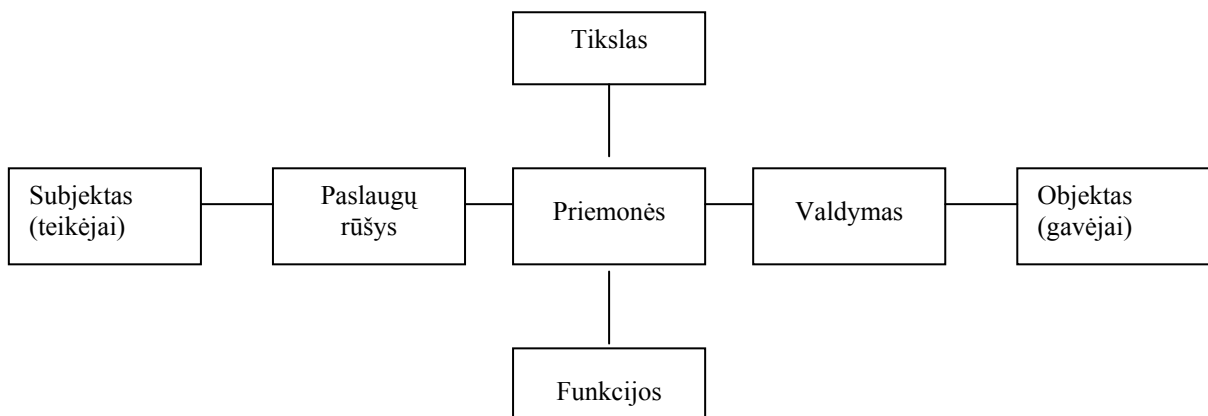 Tikslas
Subjektas
(teikėjai)
Paslaugų
rūšys
Priemonės
Valdymas
Objektas
(gavėjai)
Funkcijos